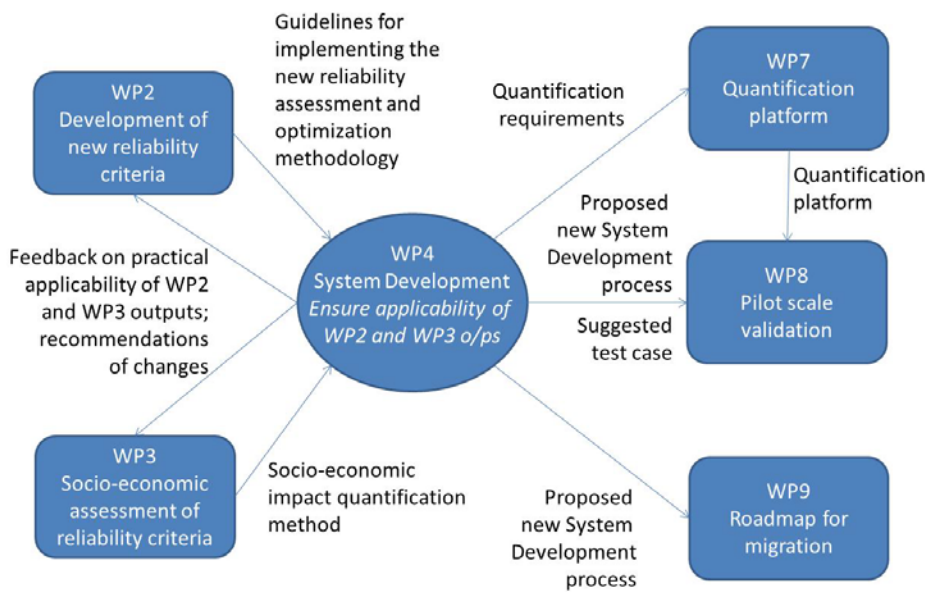 Guidelines for
implementing the
new reliability
assessment and
optimization
methodology
WP2
Development of
new reliability
criteria
WP7
Quantification
platform
Quantification
requirements
Quantification
platform
Feedback on practical
applicability of WP2
and WP3 outputs;
recommendations
of changes
WP4
System Development
Ensure applicability of
WP2 and WP3 o/ps
Proposed
new System
Development
process
Suggested
test case
WP8
Pilot scale
validation
WP3
Socio-economic
assessment of
reliability criteria
Socio-economic
impact quantification
method
Proposed
new System
Development
process
WP9
Roadmap for
migration